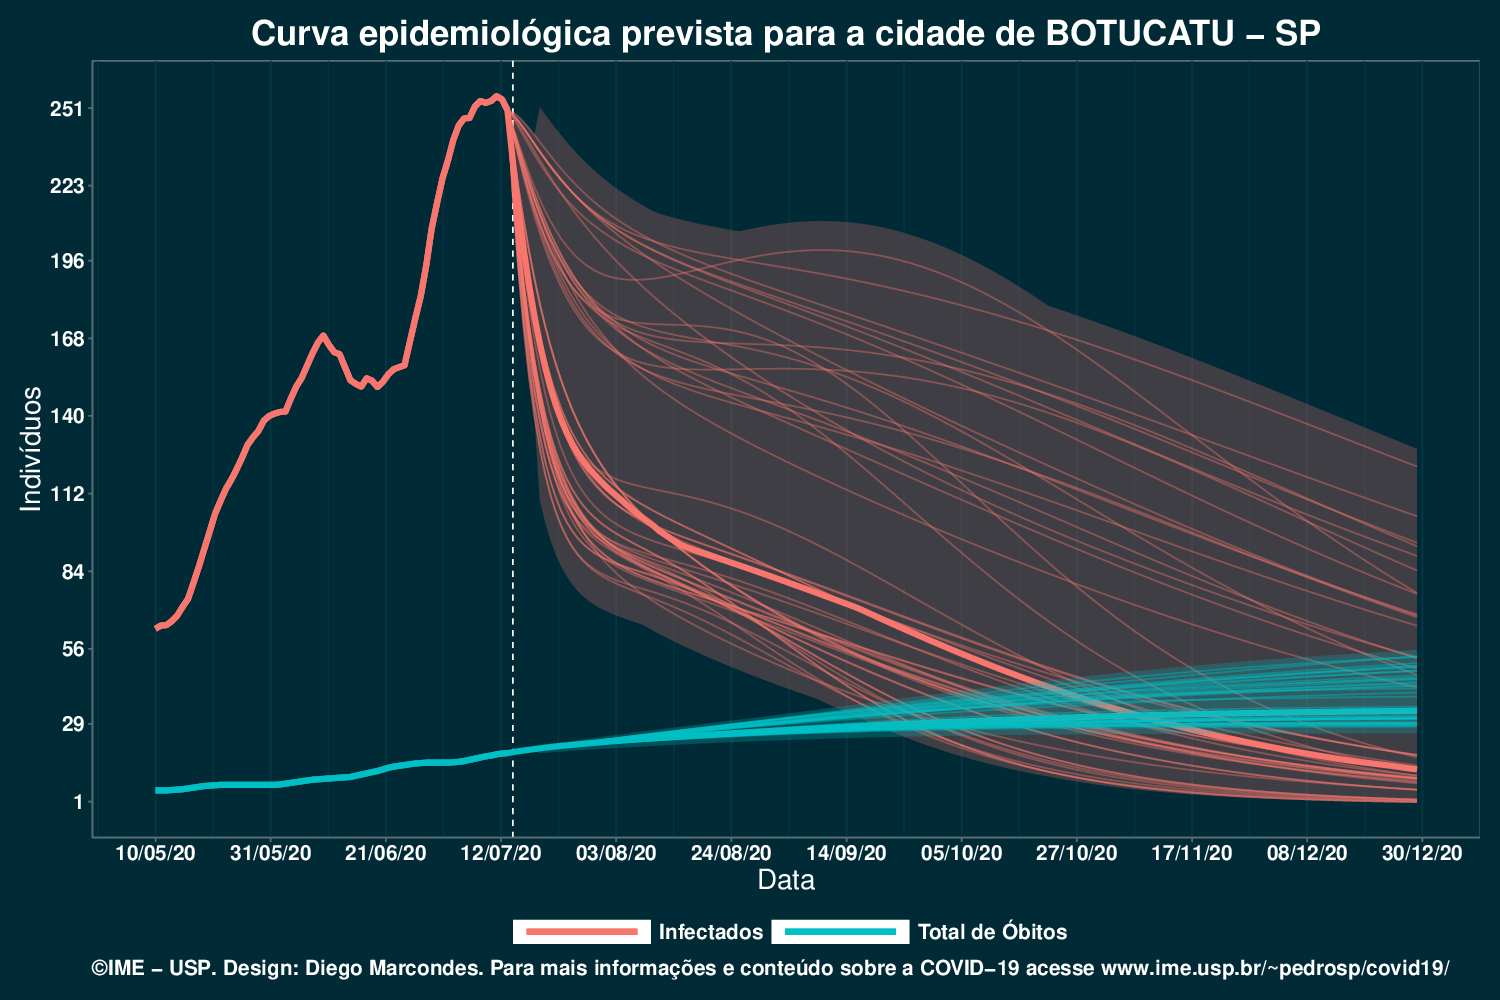 Curva epidemiológica prevista para a cidade de BOTUCATU – SP
Indivíduos
251
223
196
168
140
112
84
56
29
1
10/05/20 31/05/20 21/06/20 12/07/20 03/08/20 24/08/20 14/09/20 05/10/20 27/10/20 17/11/20 08/12/20 30/12/20
Data
Infectados Total de Óbitos
©IME – USP. Design: Diego Marcondes. Para mais informações e conteúdo sobre a COVID–19 acesse www.ime.usp.br/~pedrosp/covid19/